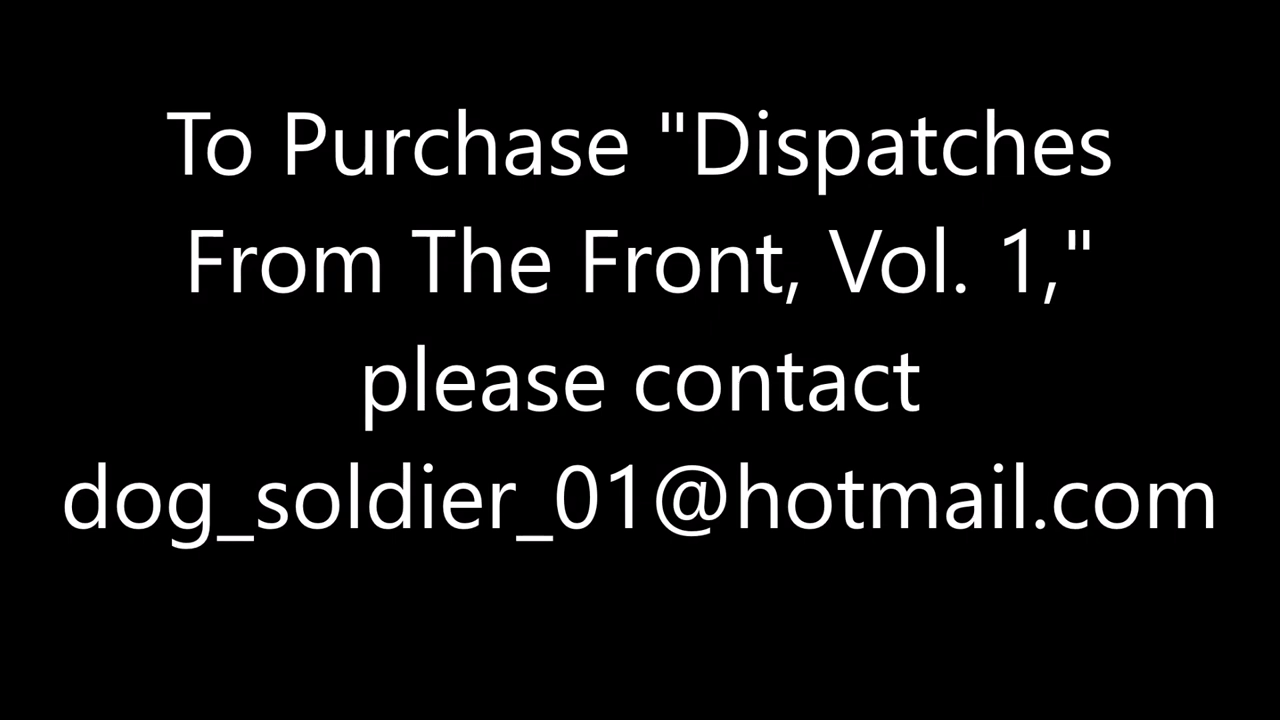 To Purchase "Dispatches
From The Front, Vol. 1,"
please contact
dog_soldier_01@hotmail.com